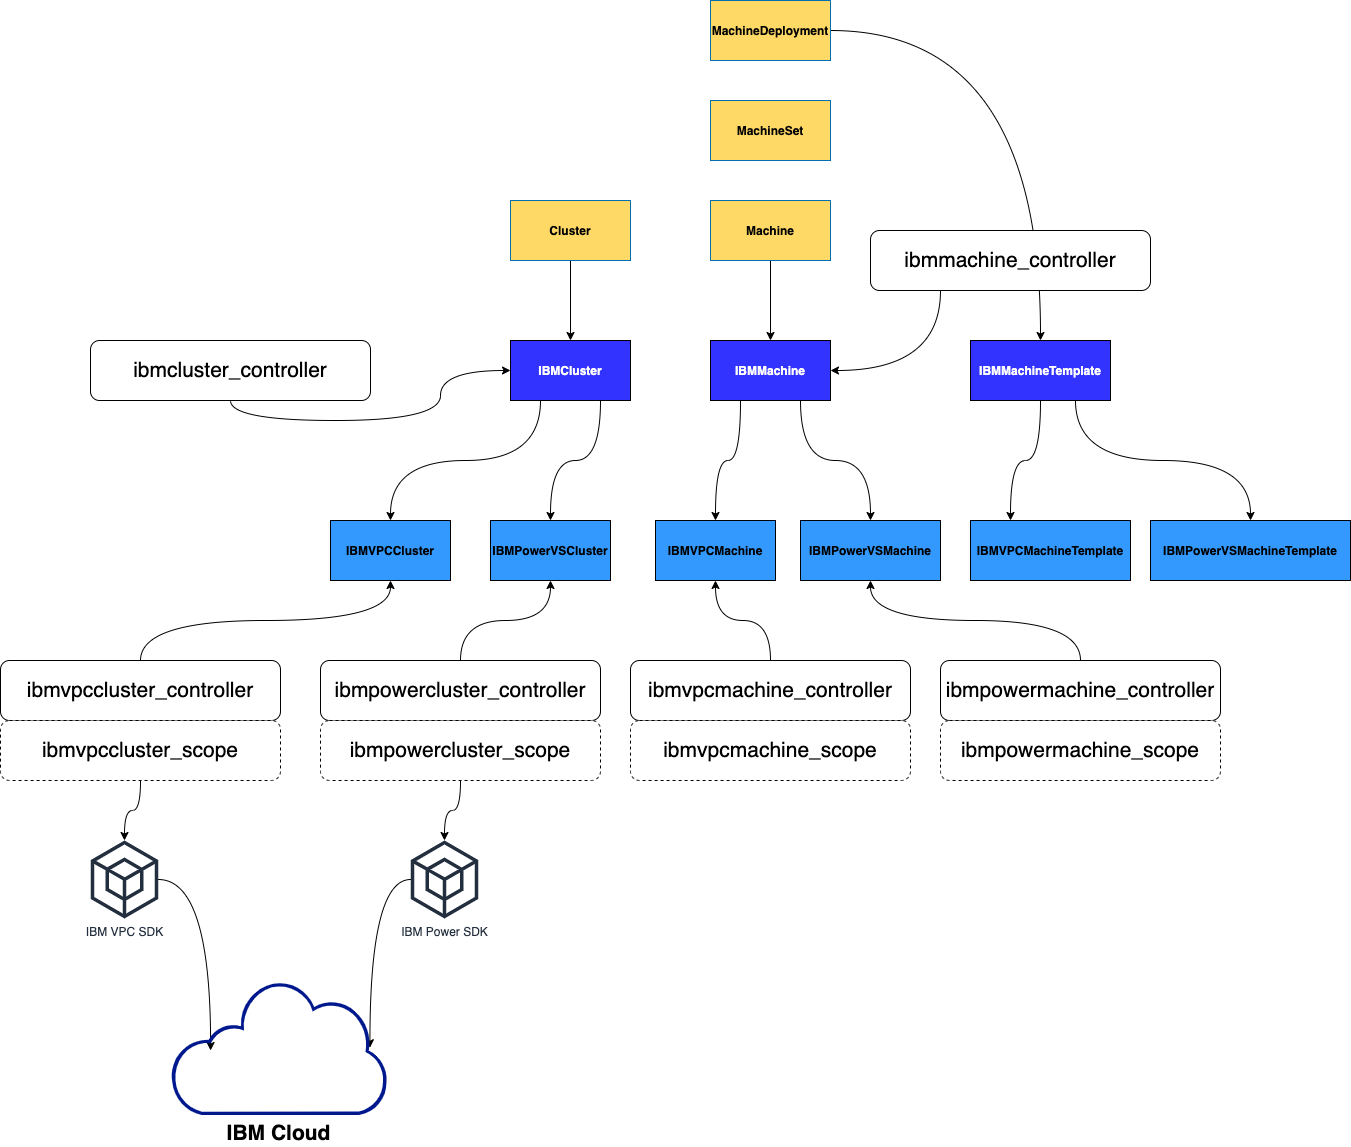 MachineDeployment
MachineSet
Cluster
Machine
ibmmachine_controller
ibmcluster_controller
IBMCluster
IBMMachine
IBMMachineTemplate
IBMVPCCluster
IBMPowerVSCluster
IBMVPCMachine
IBMPowerVSMachine
IBMVPCMachineTemplate
IBMPowerVSMachineTemplate
ibmvpccluster_controller
ibmpowercluster_controller
ibmvpcmachine_controller
ibmpowermachine_controller
ibmvpccluster_scope
ibmpowercluster_scope
ibmvpcmachine_scope
ibmpowermachine_scope
IBM VPC SDK
IBM Power SDK
IBM Cloud